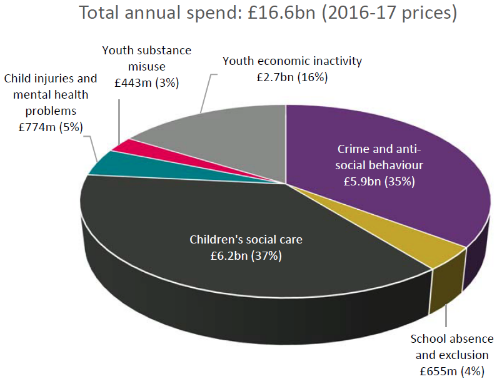 Total annual spend: £16.6bn (2016-17 prices)
Youth substance
misuse
£443m (3%)
Youth economic inactivity
£2.7bn (16%)
Child injuries and
mental health
problems
£774m (5%)
Crime and anti-
social behaviour
£5.9bn (35%)
Children's social care
£6.2bn (37%)
School absence
and exclusion
£655m (4%)